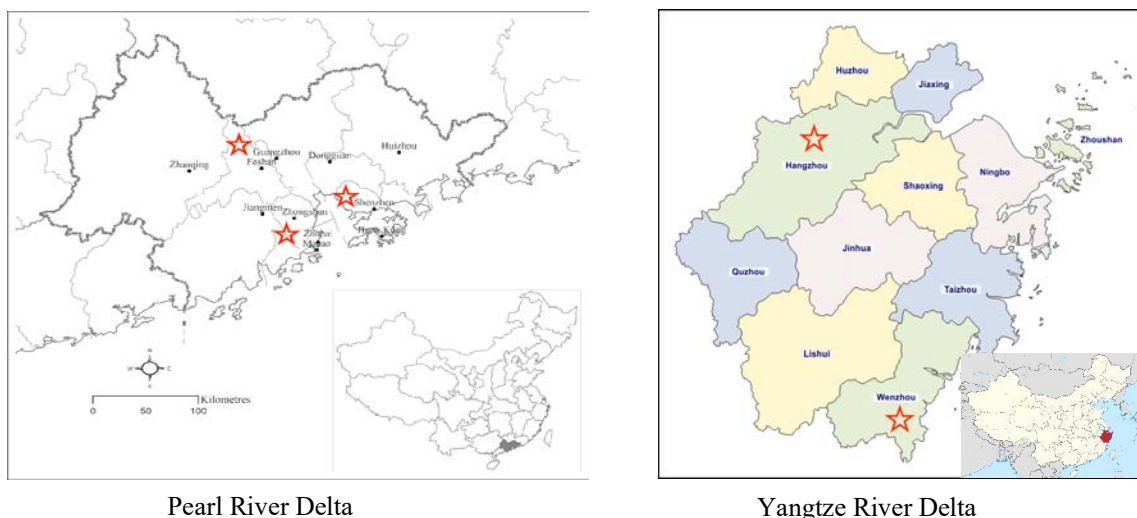 Guangzhou
Zhaoqing
Foshan
Dongguan
Huizhou
Jiangmen
Zhongshan
Shenzhen
Zhuhai
Macao
N
W
S
Kilometres
0 50 100
Pearl River Delta
Huzhou
Jiaxing
Hangzhou
Zhoushan
Shaoxing
Ningbo
Jinhua
Quzhou
Taizhou
Lishui
Wenzhou
Yangtze River Delta